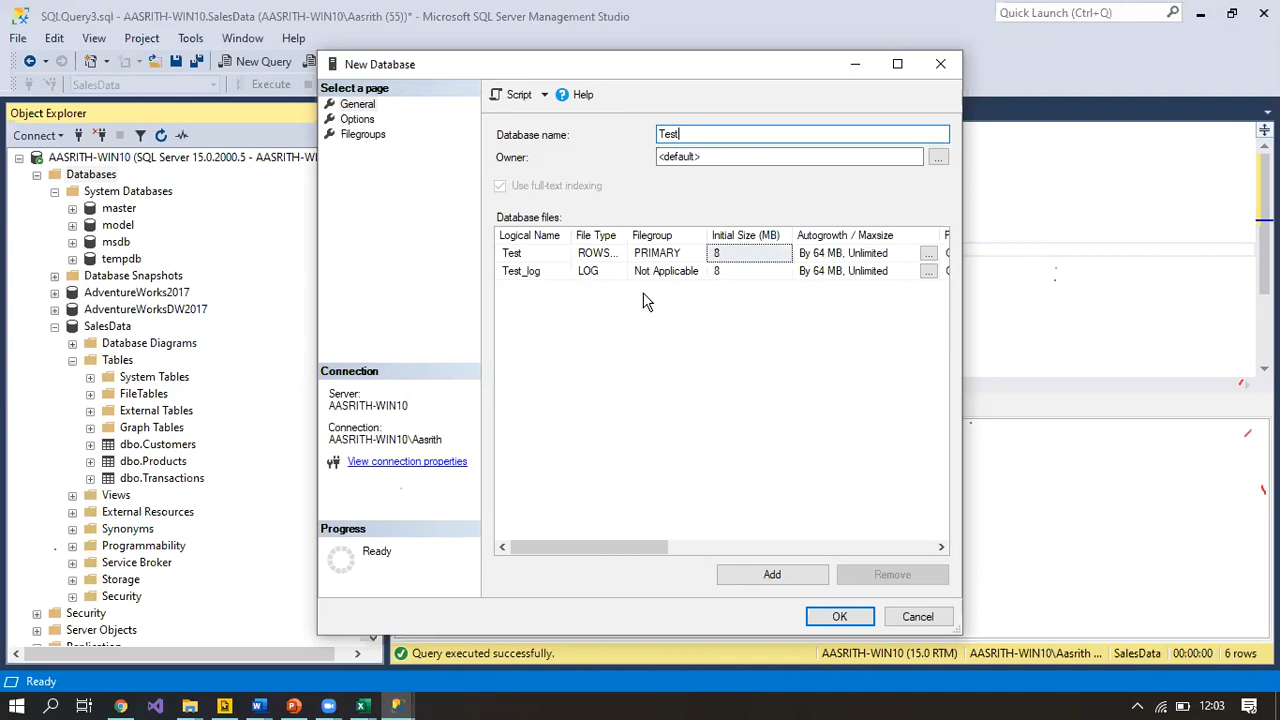 SQLQuery3.sql - AASRITH-WIN10.SalesData (AASRITH-WIN10\Aasrith (55))* - Microsoft SQL Server Management Studio
Quick Launch (Ctrl+Q)
File Edit View Project Tools Window Help
New Query
SalesData
Execute
Object Explorer
Connect
AASRITH-WIN10 (SQL Server 15.0.2000.5 - AASRITH-WIN1
Databases
System Databases
master
model
msdb
tempdb
Database Snapshots
AdventureWorks2017
AdventureWorksDW2017
SalesData
Database Diagrams
Tables
System Tables
FileTables
External Tables
Graph Tables
dbo.Customers
dbo.Products
dbo.Transactions
Views
External Resources
Synonyms
Programmability
Service Broker
Storage
Security
Security
Server Objects
Replication
New Database
Select a page
General
Options
Filegroups
Connection
Server:
AASRITH-WIN10
Connection:
AASRITH-WIN10\Aasrith
View connection properties
Progress
Ready
Script Help
Database name: Test
Owner: <default> ...
Use full-text indexing
Database files:
Logical Name File Type Filegroup Initial Size (MB) Autogrowth / Maxsize P
Test ROWS... PRIMARY 8 By 64 MB, Unlimited ...
Test_log LOG Not Applicable 8 By 64 MB, Unlimited ...
Add Remove
OK Cancel
Query executed successfully. AASRITH-WIN10 (15.0 RTM) AASRITH-WIN10\Aasrith ... SalesData 00:00:00 6 rows
Ready
12:03